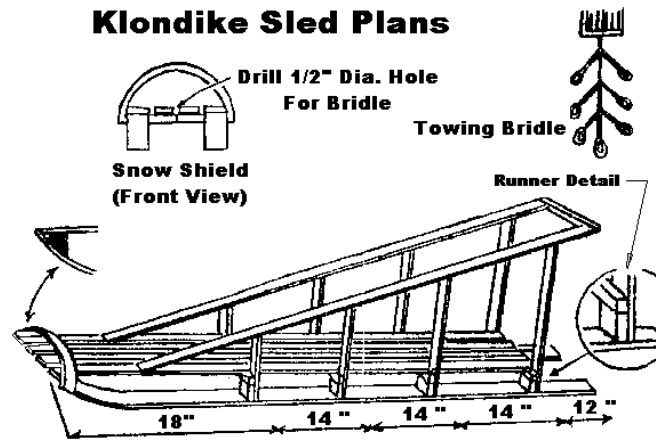 Klondike Sled Plans
Drill 1/2" Dia. Hole
For Bridle
Towing Bridle
Snow Shield
(Front View)
Runner Detail
18"
14 "
14 "
14 "
12 "